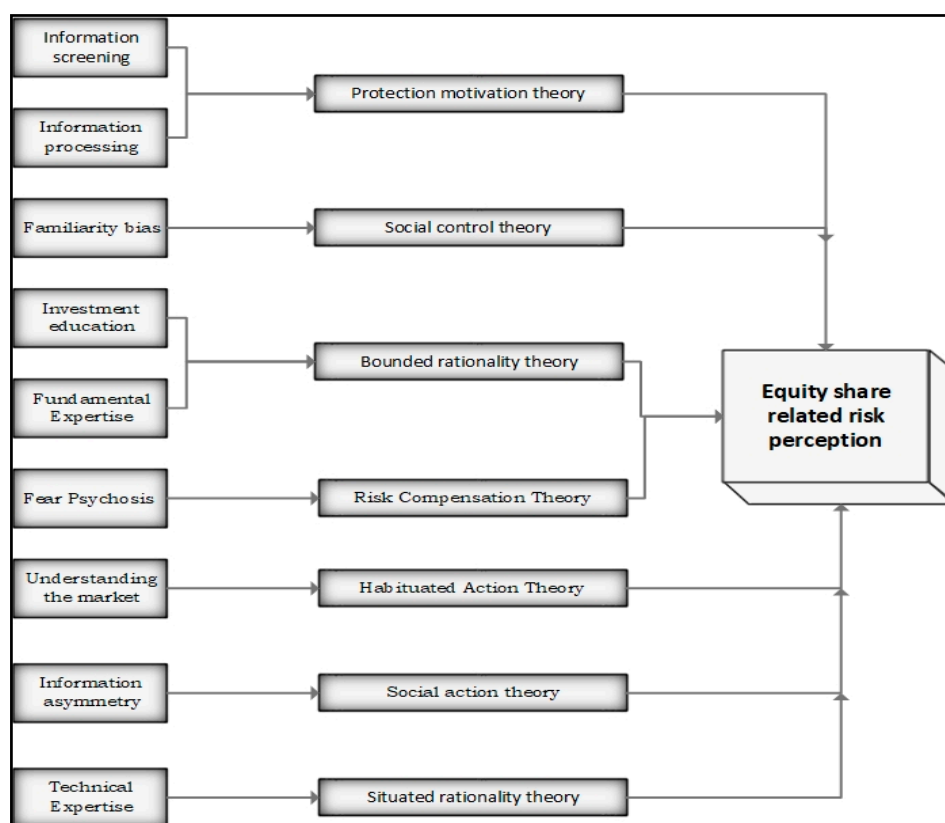 Information
screening
Protection motivation theory
Information
processing
Familiarity bias
Social control theory
Investment
education
Bounded rationality theory
Fundamental
Expertise
Equity share
related risk
perception
Fear Psychosis
Risk Compensation Theory
Understanding
the market
Habituated Action Theory
Information
asymmetry
Social action theory
Technical
Expertise
Situated rationality theory